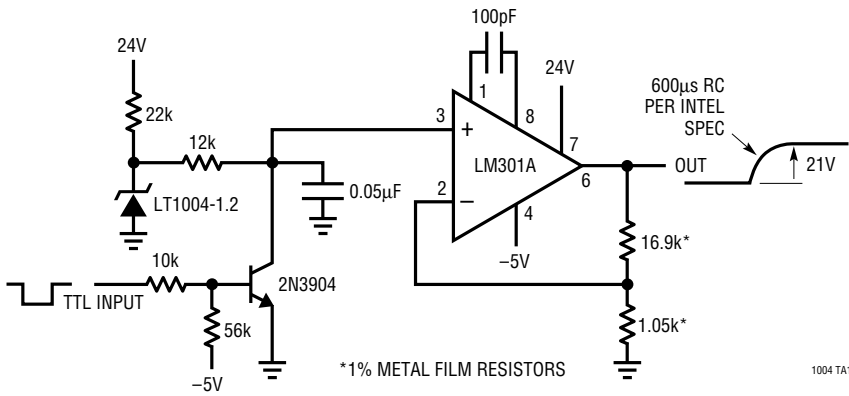 100pF
24V
24V
600μs RC
PER INTEL
SPEC
22k
1
8
12k
3
+
7
LM301A
6
OUT
21V
LT1004-1.2
0.05μF
2
–
4
–5V
16.9k*
10k
2N3904
TTL INPUT
56k
1.05k*
–5V
*1% METAL FILM RESISTORS
1004 TA1